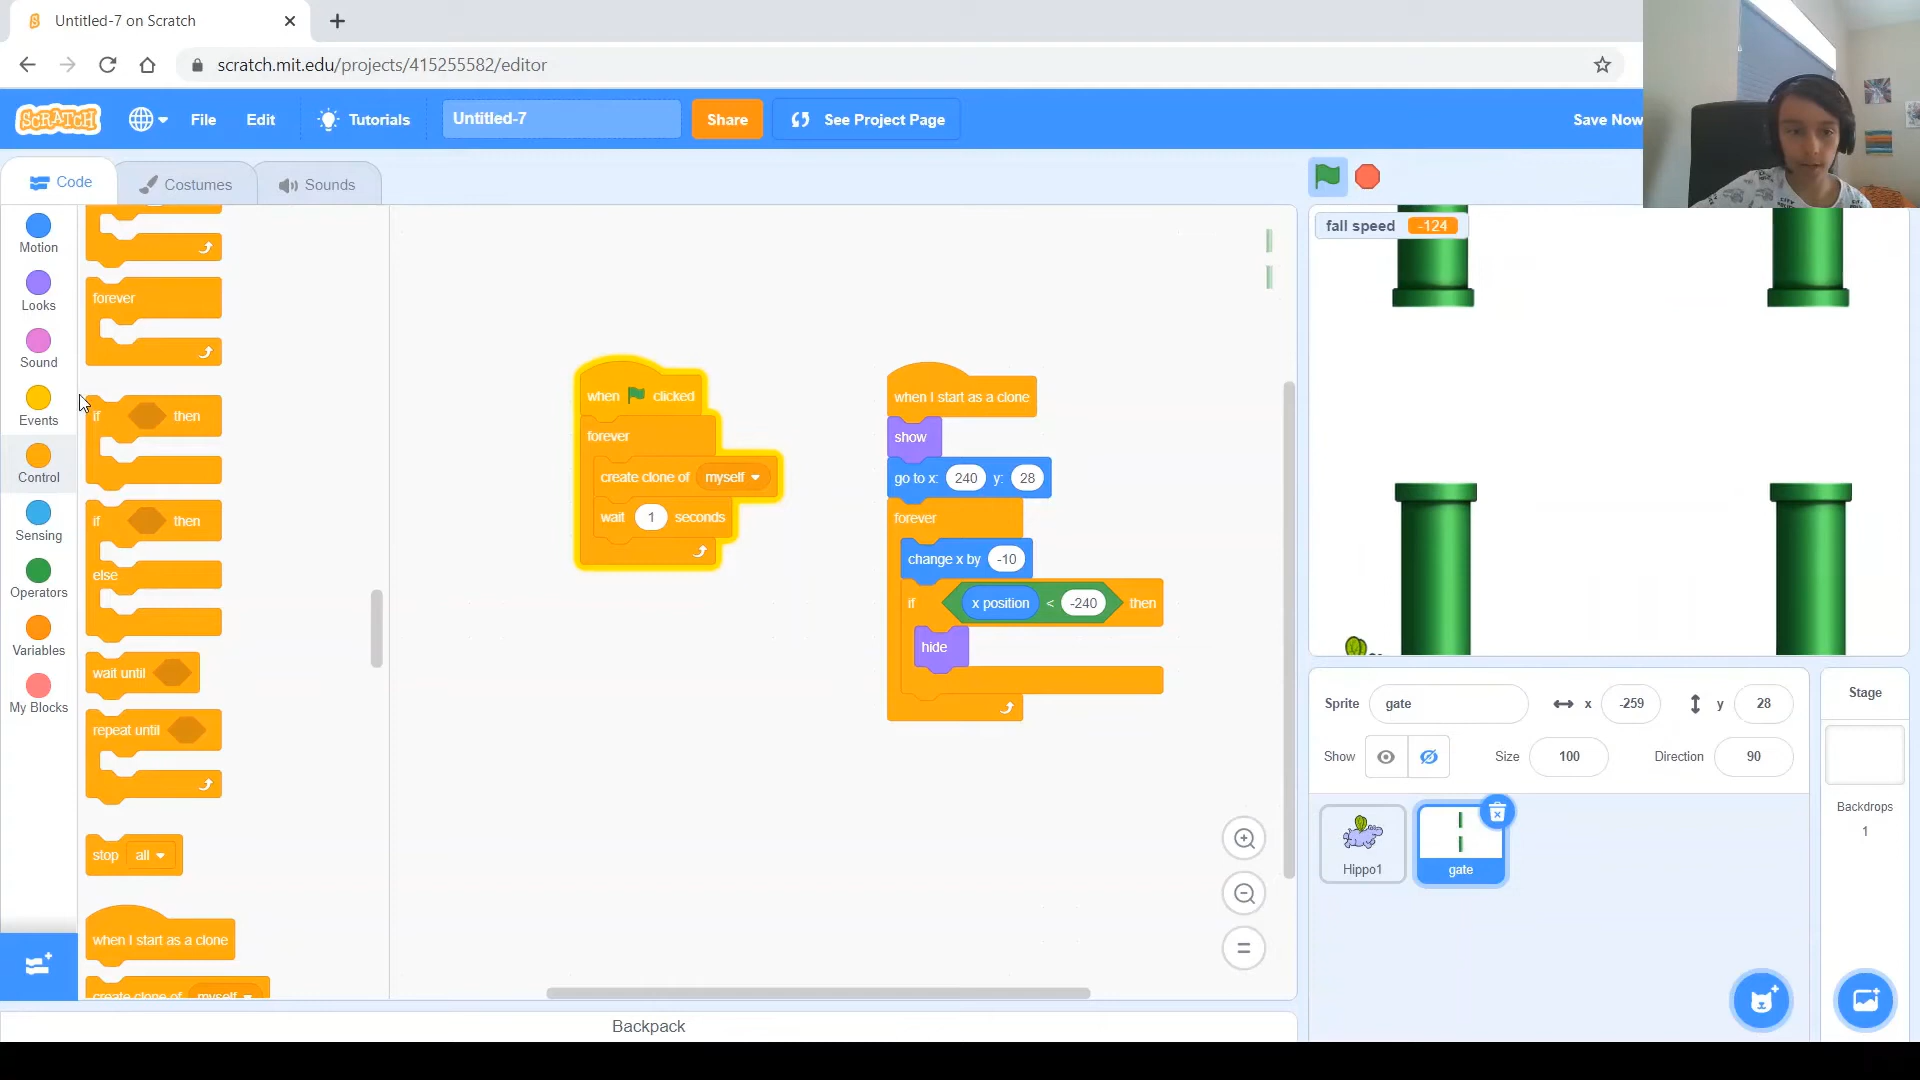 Untitled-7 on Scratch
scratch.mit.edu/projects/415255582/editor
SCRATCH
File
Edit
Tutorials
Untitled-7
Share
See Project Page
Save Now
Code
Costumes
Sounds
Motion
Looks
Sound
Events
Control
Sensing
Operators
Variables
My Blocks
forever
if then
if then
else
wait until
repeat until
stop all
when I start as a clone
create clone of myself
when clicked
forever
create clone of myself
wait 1 seconds
when I start as a clone
show
go to x: 240 y: 28
forever
change x by -10
if x position < -240 then
hide
fall speed -124
Sprite gate x -259 y 28
Show Size 100 Direction 90
Hippo1
gate
Stage
Backdrops
1
Backpack